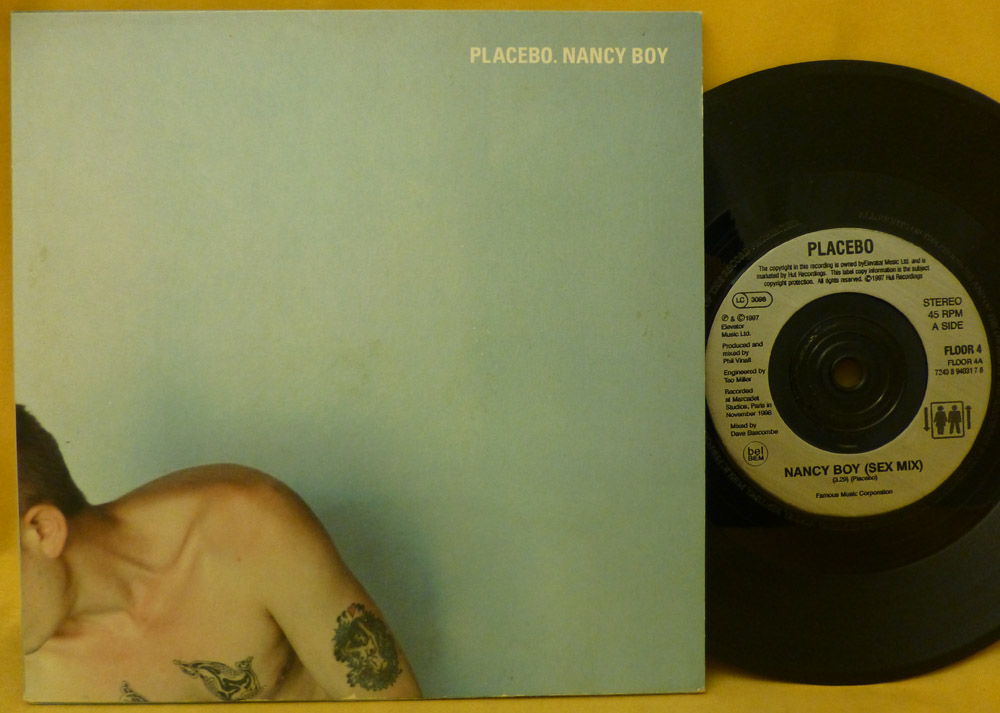 PLACEBO. NANCY BOY
PLACEBO
The copyright in this recording is owned byElevator Music Ltd. and is
marketed by Hut Recordings. This label copy information is the subject
copyright protection. All rights reserved. ©1997 Hut Recordings
LC 3098
℗ & ©1997
Elevator
Music Ltd.
Produced and
mixed by
Phil Vinall
Engineered by
Teo Miller
Recorded
at Marcadet
Studios, Paris in
November 1996
Mixed by
Dave Bascombe
bel
BIEM
STEREO
45 RPM
A SIDE
FLOOR 4
FLOOR 4A
7243 8 94031 7 8
NANCY BOY (SEX MIX)
(3.29) (Placebo)
Famous Music Corporation